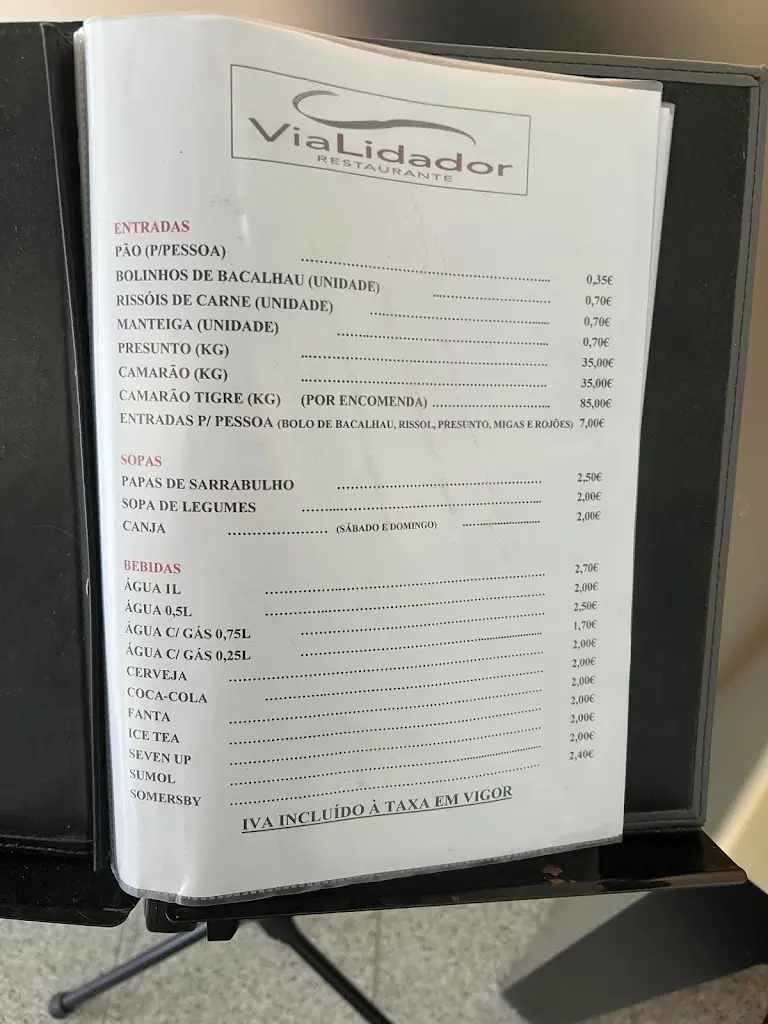 ViaLidador
RESTAURANTE
ENTRADAS
PÃO (P/PESSOA) 0,35€
BOLINHOS DE BACALHAU (UNIDADE) 0,70€
RISSÓIS DE CARNE (UNIDADE) 0,70€
MANTEIGA (UNIDADE) 0,70€
PRESUNTO (KG) 35,00€
CAMARÃO (KG) 35,00€
CAMARÃO TIGRE (KG) (POR ENCOMENDA) 85,00€
ENTRADAS P/ PESSOA (BOLO DE BACALHAU, RISSOL, PRESUNTO, MIGAS E ROJÕES) 7,00€
SOPAS
PAPAS DE SARRABULHO 2,50€
SOPA DE LEGUMES 2,00€
CANJA (SÁBADO E DOMINGO) 2,00€
BEBIDAS
ÁGUA 1L 2,70€
ÁGUA 0,5L 2,00€
ÁGUA C/ GÁS 0,75L 2,50€
ÁGUA C/ GÁS 0,25L 1,70€
CERVEJA 2,00€
COCA-COLA 2,00€
FANTA 2,00€
ICE TEA 2,00€
SEVEN UP 2,00€
SUMOL 2,00€
SOMERSBY 2,40€
IVA INCLUÍDO À TAXA EM VIGOR